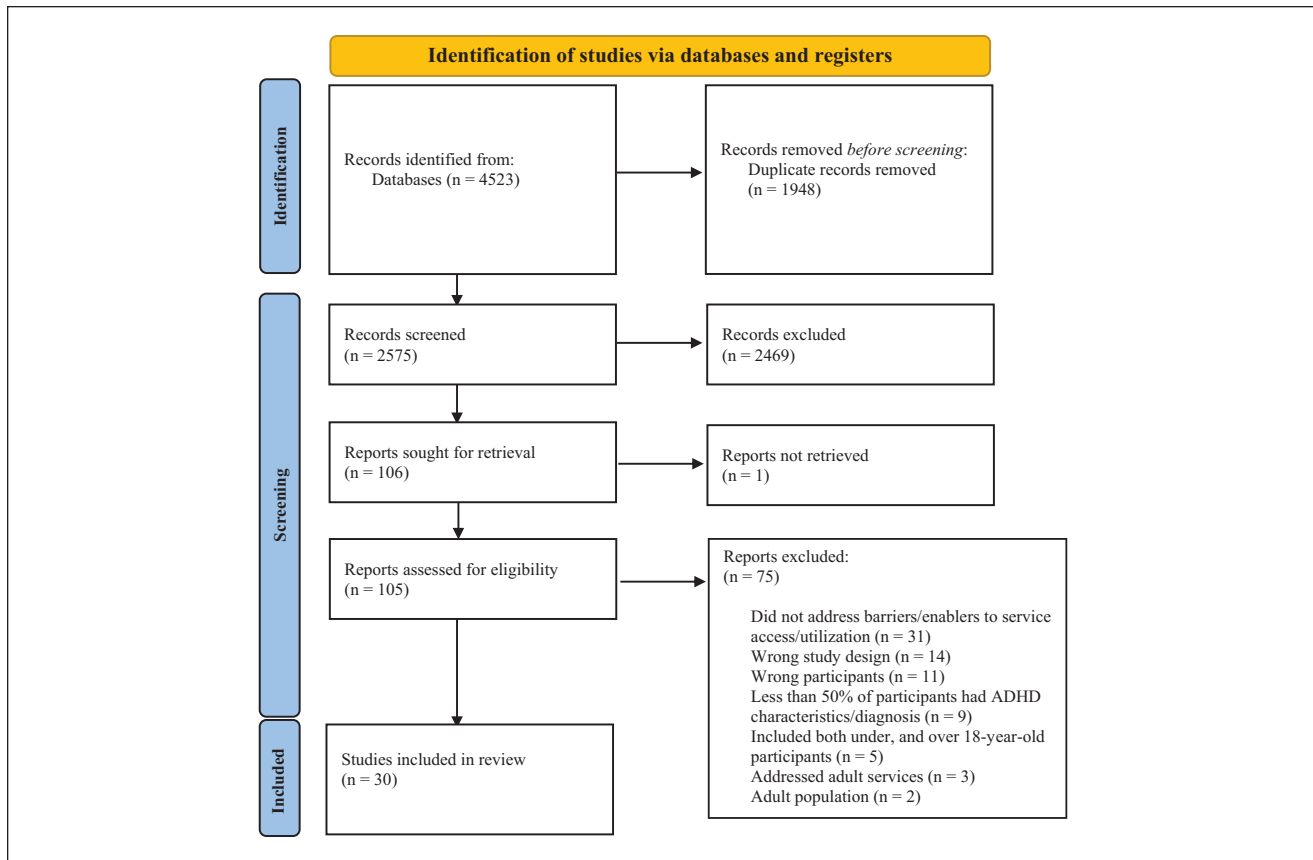 Identification of studies via databases and registers
Identification
Records identified from:
Databases (n = 4523)
Records removed before screening:
Duplicate records removed
(n = 1948)
Screening
Records screened
(n = 2575)
Records excluded
(n = 2469)
Reports sought for retrieval
(n = 106)
Reports not retrieved
(n = 1)
Reports assessed for eligibility
(n = 105)
Reports excluded:
(n = 75)
Did not address barriers/enablers to service
access/utilization (n = 31)
Wrong study design (n = 14)
Wrong participants (n = 11)
Less than 50% of participants had ADHD
characteristics/diagnosis (n = 9)
Included both under, and over 18-year-old
participants (n = 5)
Addressed adult services (n = 3)
Adult population (n = 2)
Included
Studies included in review
(n = 30)